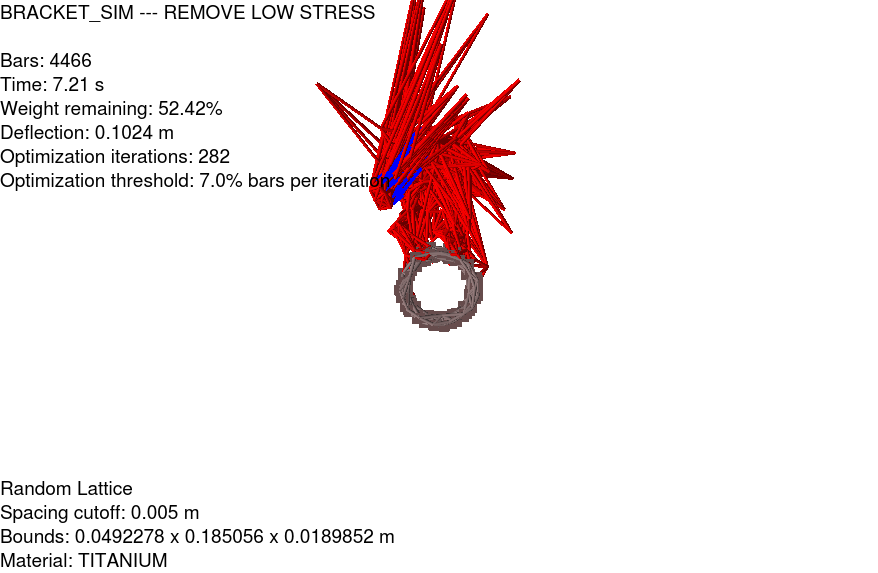 BRACKET_SIM --- REMOVE LOW STRESS
Bars: 4466
Time: 7.21 s
Weight remaining: 52.42%
Deflection: 0.1024 m
Optimization iterations: 282
Optimization threshold: 7.0% bars per iteration
Random Lattice
Spacing cutoff: 0.005 m
Bounds: 0.0492278 x 0.185056 x 0.0189852 m
Material: TITANIUM